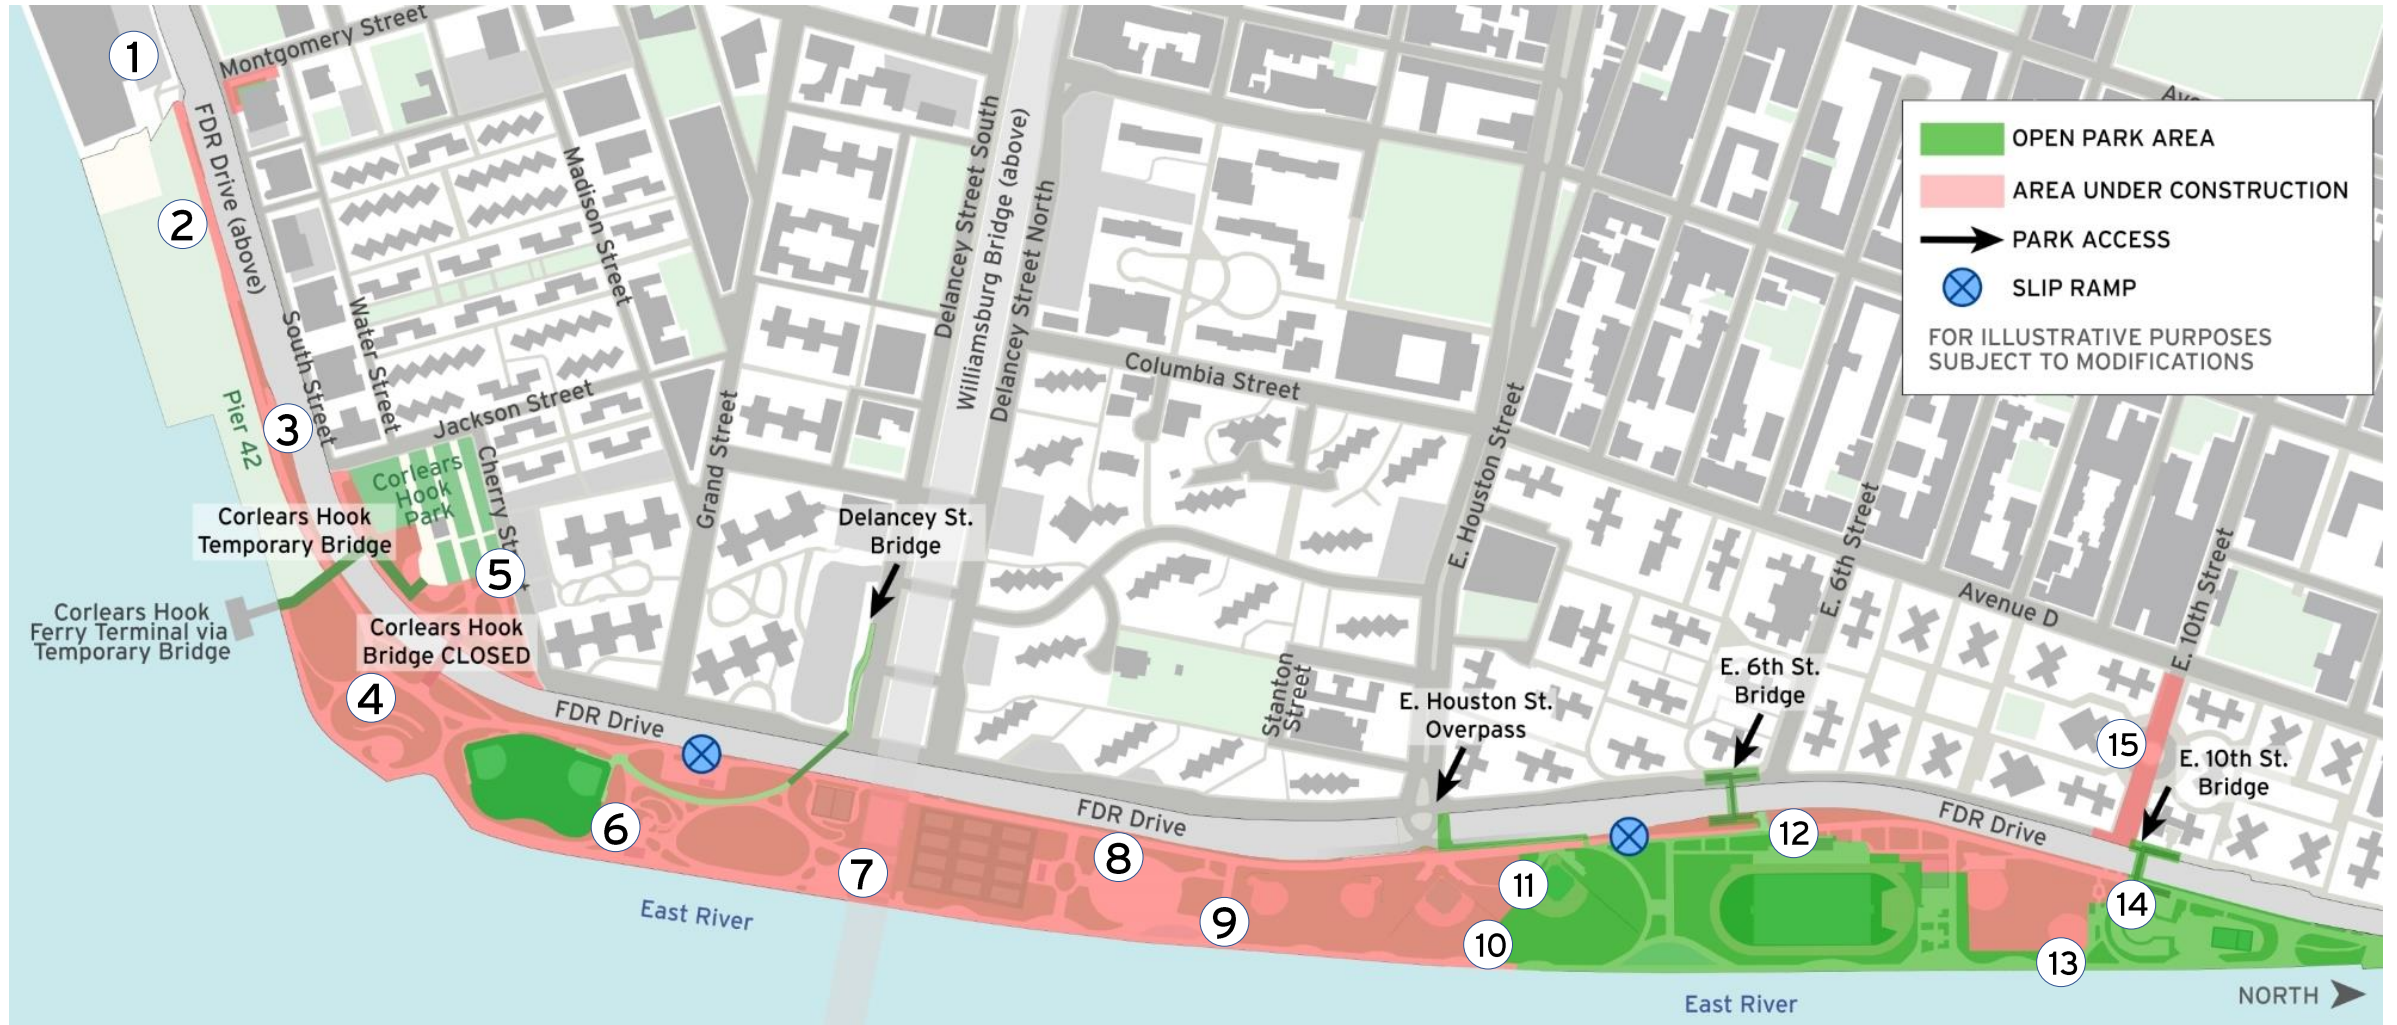 1
Montgomery Street
FDR Drive (above)
2
Madison Street
Delancey Street South
Williamsburg Bridge (above)
Delancey Street North
OPEN PARK AREA
AREA UNDER CONSTRUCTION
PARK ACCESS
SLIP RAMP
FOR ILLUSTRATIVE PURPOSES
SUBJECT TO MODIFICATIONS
South Street
Water Street
Pier 42
3
Jackson Street
Columbia Street
Grand Street
E. Houston Street
Corlears
Hook
Park
Cherry
5
Corlears Hook
Temporary Bridge
Delancey St.
Bridge
E. 6th Street
E. 10th Street
Avenue D
Corlears Hook
Ferry Terminal via
Temporary Bridge
Corlears Hook
Bridge CLOSED
4
Stanton
Street
E. Houston St.
Overpass
E. 6th St.
Bridge
15
E. 10th St.
Bridge
FDR Drive
6
7
FDR Drive
8
9
10
11
12
FDR Drive
13
14
East River
East River
NORTH